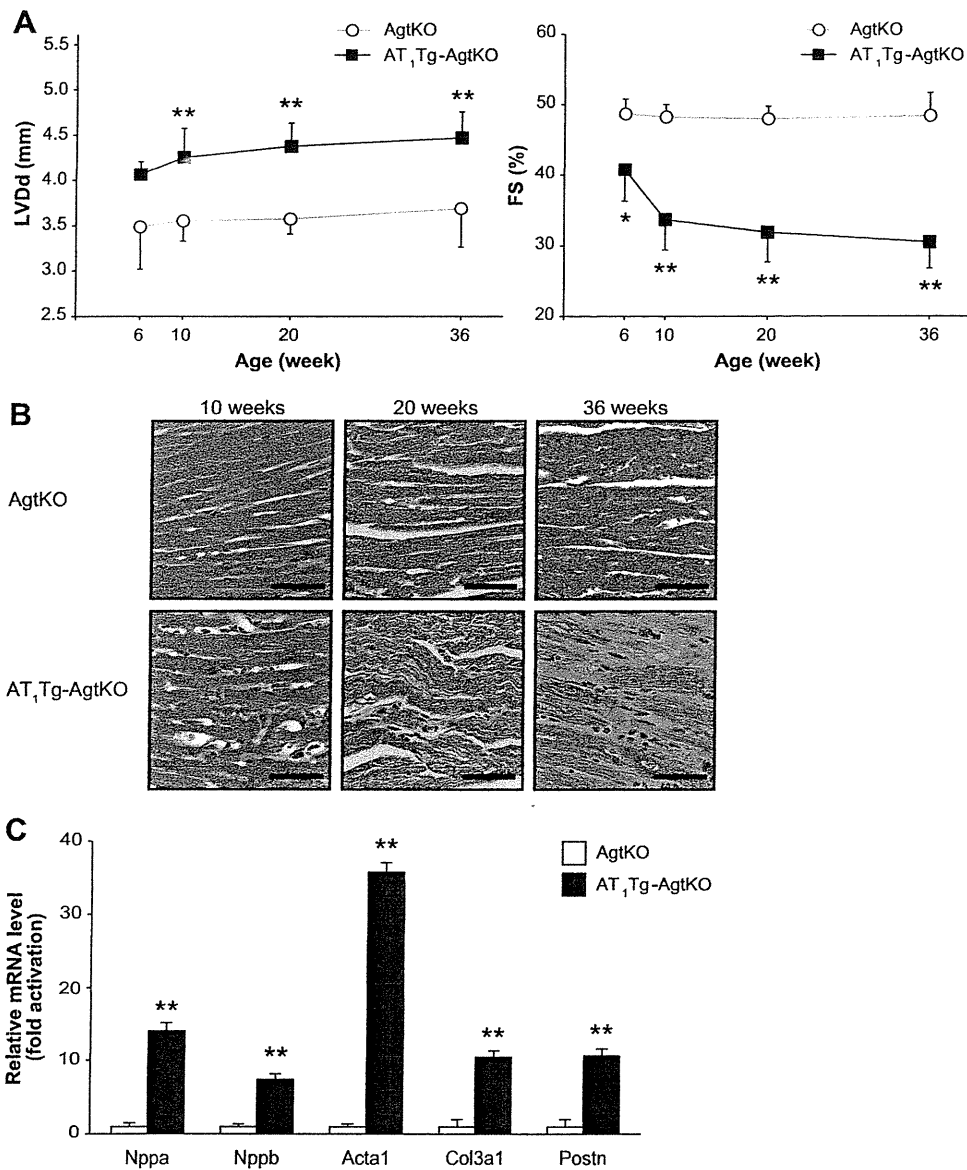 A
AgtKO
AT1Tg-AgtKO
5.5
5.0
4.5
4.0
3.5
3.0
2.5
LVDd (mm)
** ** **
6 10 20 36
Age (week)
AgtKO
AT1Tg-AgtKO
60
50
40
30
20
FS (%)
* ** ** **
6 10 20 36
Age (week)
B
10 weeks 20 weeks 36 weeks
AgtKO
AT1Tg-AgtKO
C
AgtKO
AT1Tg-AgtKO
40
30
20
10
0
Relative mRNA level
(fold activation)
** ** ** ** **
Nppa Nppb Acta1 Col3a1 Postn